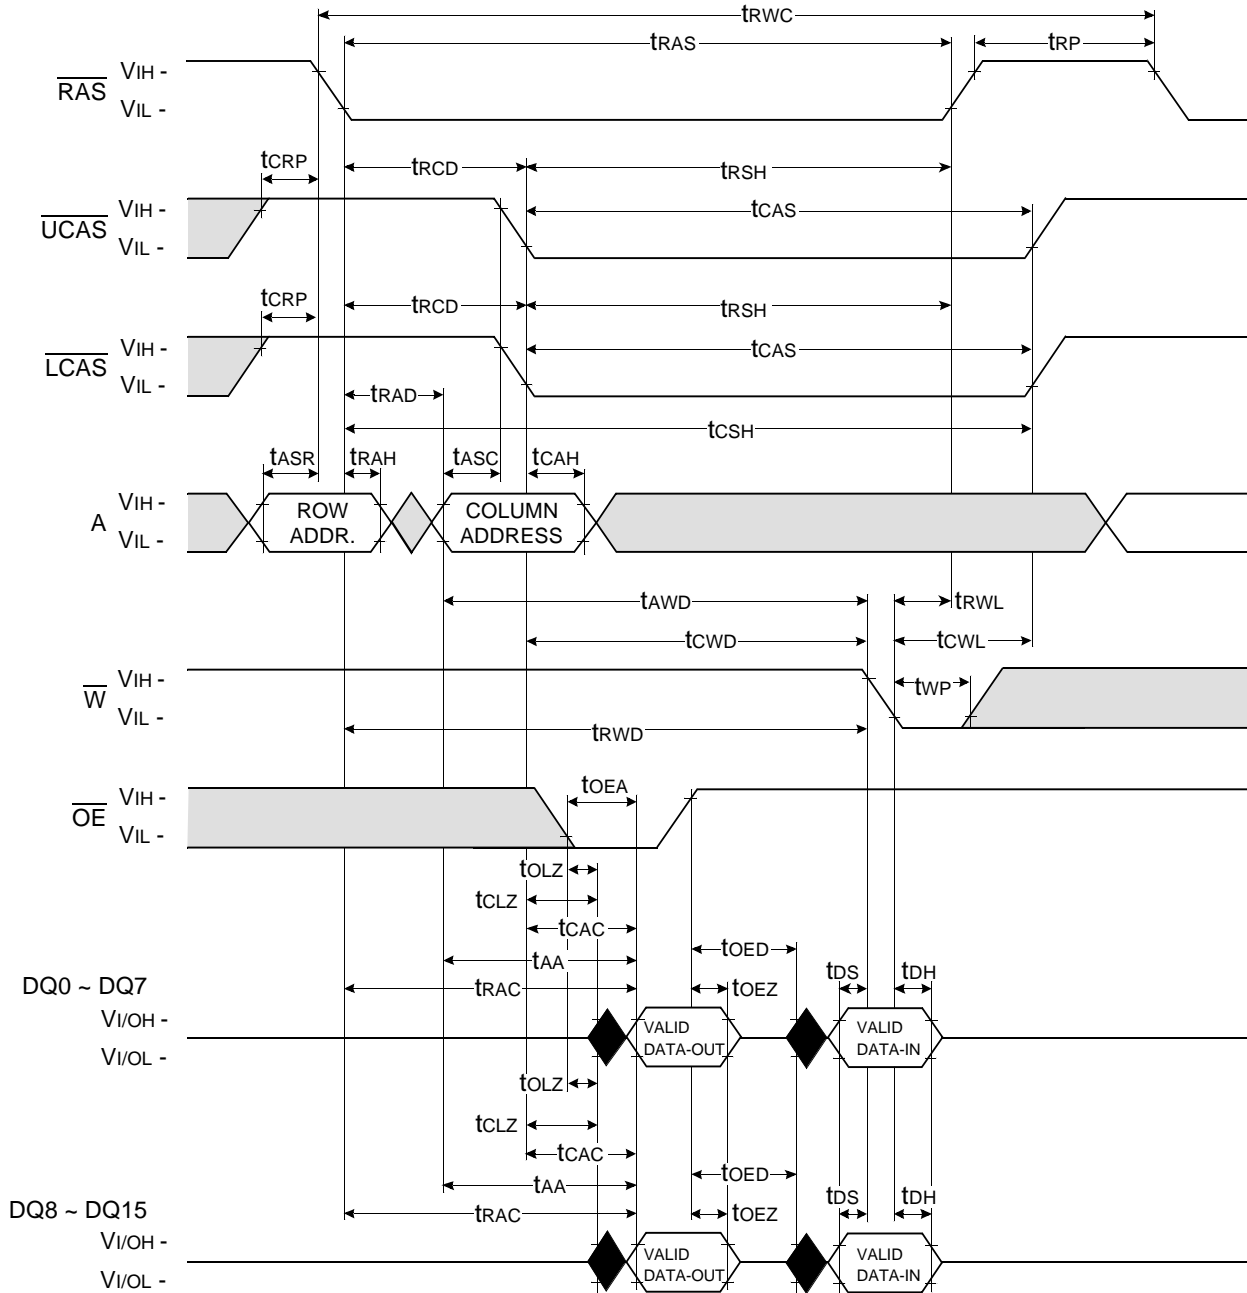 tRWC
tRAS tRP
RAS VIH -
VIL -
tCRP tRCD tRSH
UCAS VIH -
VIL -
tCAS
tCRP tRCD tRSH
LCAS VIH -
VIL -
tCAS
tRAD
tCSH
tASR tRAH tASC tCAH
A VIH -
VIL -
ROW
ADDR.
COLUMN
ADDRESS
tAWD tRWL
tCWD tCWL
W VIH -
VIL -
tWP
tRWD
OE VIH -
VIL -
tOEA
tOLZ
tCLZ
tCAC
tOED
tAA
tDS tDH
DQ0 ~ DQ7
tRAC tOEZ
VI/OH -
VI/OL -
VALID
DATA-OUT
VALID
DATA-IN
tOLZ
tCLZ
tCAC
tOED
tAA
tDS tDH
DQ8 ~ DQ15
tRAC tOEZ
VI/OH -
VI/OL -
VALID
DATA-OUT
VALID
DATA-IN